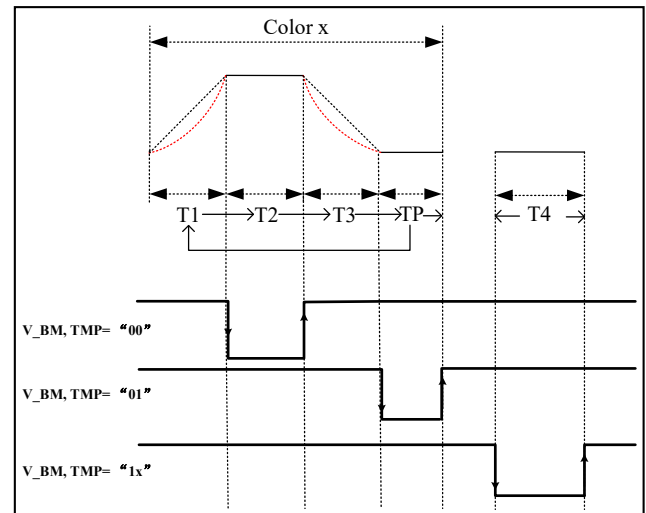 Color x
T1 T2 T3 TP T4
V_BM, TMP= “00”
V_BM, TMP= “01”
V_BM, TMP= “1x”